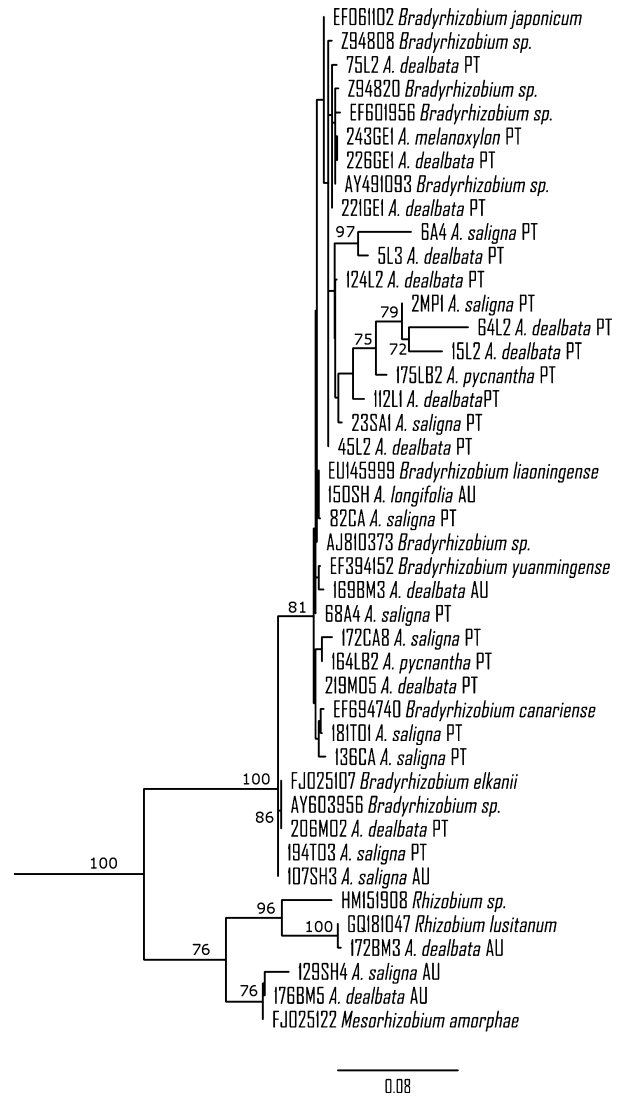 EF061102 Bradyrhizobium japonicum
Z94808 Bradyrhizobium sp.
75L2 A. dealbata PT
Z94820 Bradyrhizobium sp.
EF601956 Bradyrhizobium sp.
243GE1 A. melanoxylon PT
226GE1 A. dealbata PT
AY491093 Bradyrhizobium sp.
221GE1 A. dealbata PT
97 6A4 A. saligna PT
5L3 A. dealbata PT
124L2 A. dealbata PT
79 2MP1 A. saligna PT
64L2 A. dealbata PT
75 72 15L2 A. dealbata PT
175LB2 A. pycnantha PT
112L1 A. dealbataPT
23SA1 A. saligna PT
45L2 A. dealbata PT
EU145999 Bradyrhizobium liaoningense
150SH A. longifolia AU
82CA A. saligna PT
AJ810373 Bradyrhizobium sp.
EF394152 Bradyrhizobium yuanmingense
169BM3 A. dealbata AU
81 68A4 A. saligna PT
172CA8 A. saligna PT
164LB2 A. pycnantha PT
219MO5 A. dealbata PT
EF694740 Bradyrhizobium canariense
181TO1 A. saligna PT
136CA A. saligna PT
100 FJ025107 Bradyrhizobium elkanii
AY603956 Bradyrhizobium sp.
86 206MO2 A. dealbata PT
194TO3 A. saligna PT
100 107SH3 A. saligna AU
HM151908 Rhizobium sp.
96 GQ181047 Rhizobium lusitanum
100 172BM3 A. dealbata AU
76 129SH4 A. saligna AU
76 176BM5 A. dealbata AU
FJ025122 Mesorhizobium amorphae
0.08